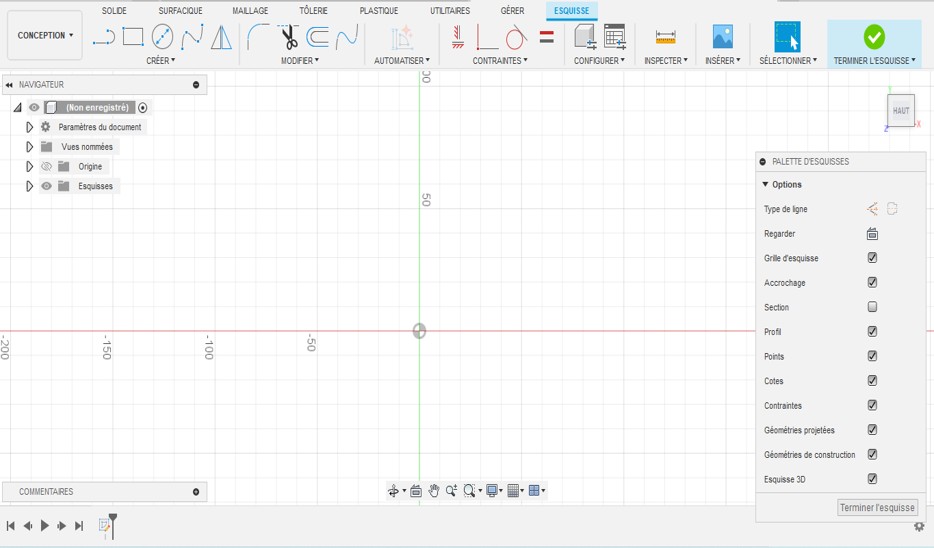 SOLIDE SURFACIQUE MAILLAGE TÔLERIE PLASTIQUE UTILITAIRES GÉRER ESQUISSE
CONCEPTION
CRÉER MODIFIER AUTOMATISER CONTRAINTES CONFIGURER INSPECTER INSÉRER SÉLECTIONNER TERMINER L'ESQUISSE
NAVIGATEUR
(Non enregistré)
Paramètres du document
Vues nommées
Origine
Esquisses
00
50
-200
-150
-100
-50
HAUT
X
Z
PALETTE D'ESQUISSES
Options
Type de ligne
Regarder
Grille d'esquisse
Accrochage
Section
Profil
Points
Cotes
Contraintes
Géométries projetées
Géométries de construction
Esquisse 3D
Terminer l'esquisse
COMMENTAIRES